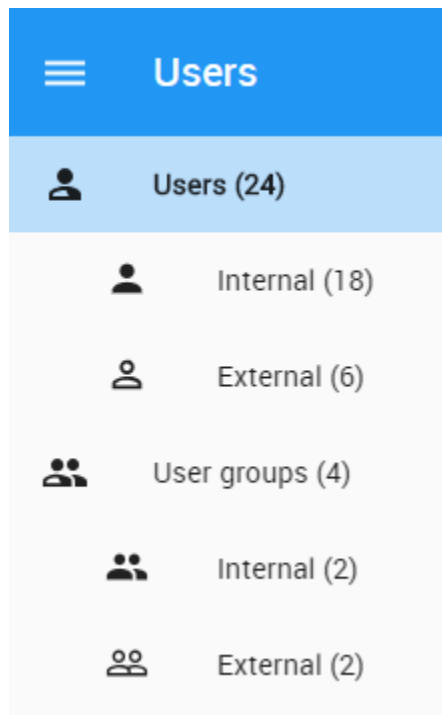 Users
Users (24)
Internal (18)
External (6)
User groups (4)
Internal (2)
External (2)